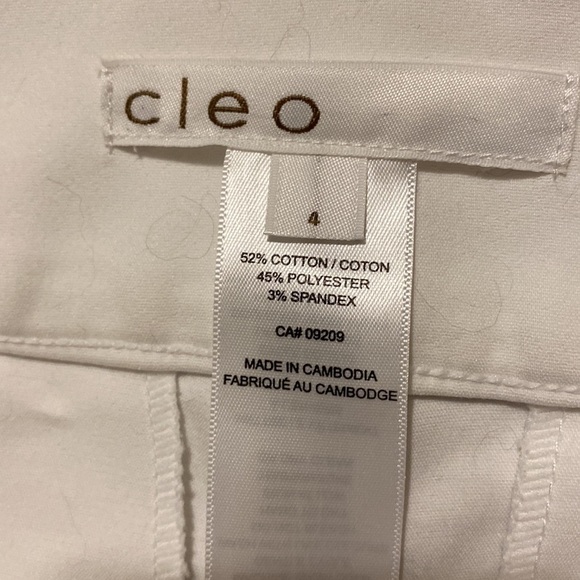 cleo
4
52% COTTON / COTON
45% POLYESTER
3% SPANDEX
CA# 09209
MADE IN CAMBODIA
FABRIQUÉ AU CAMBODGE